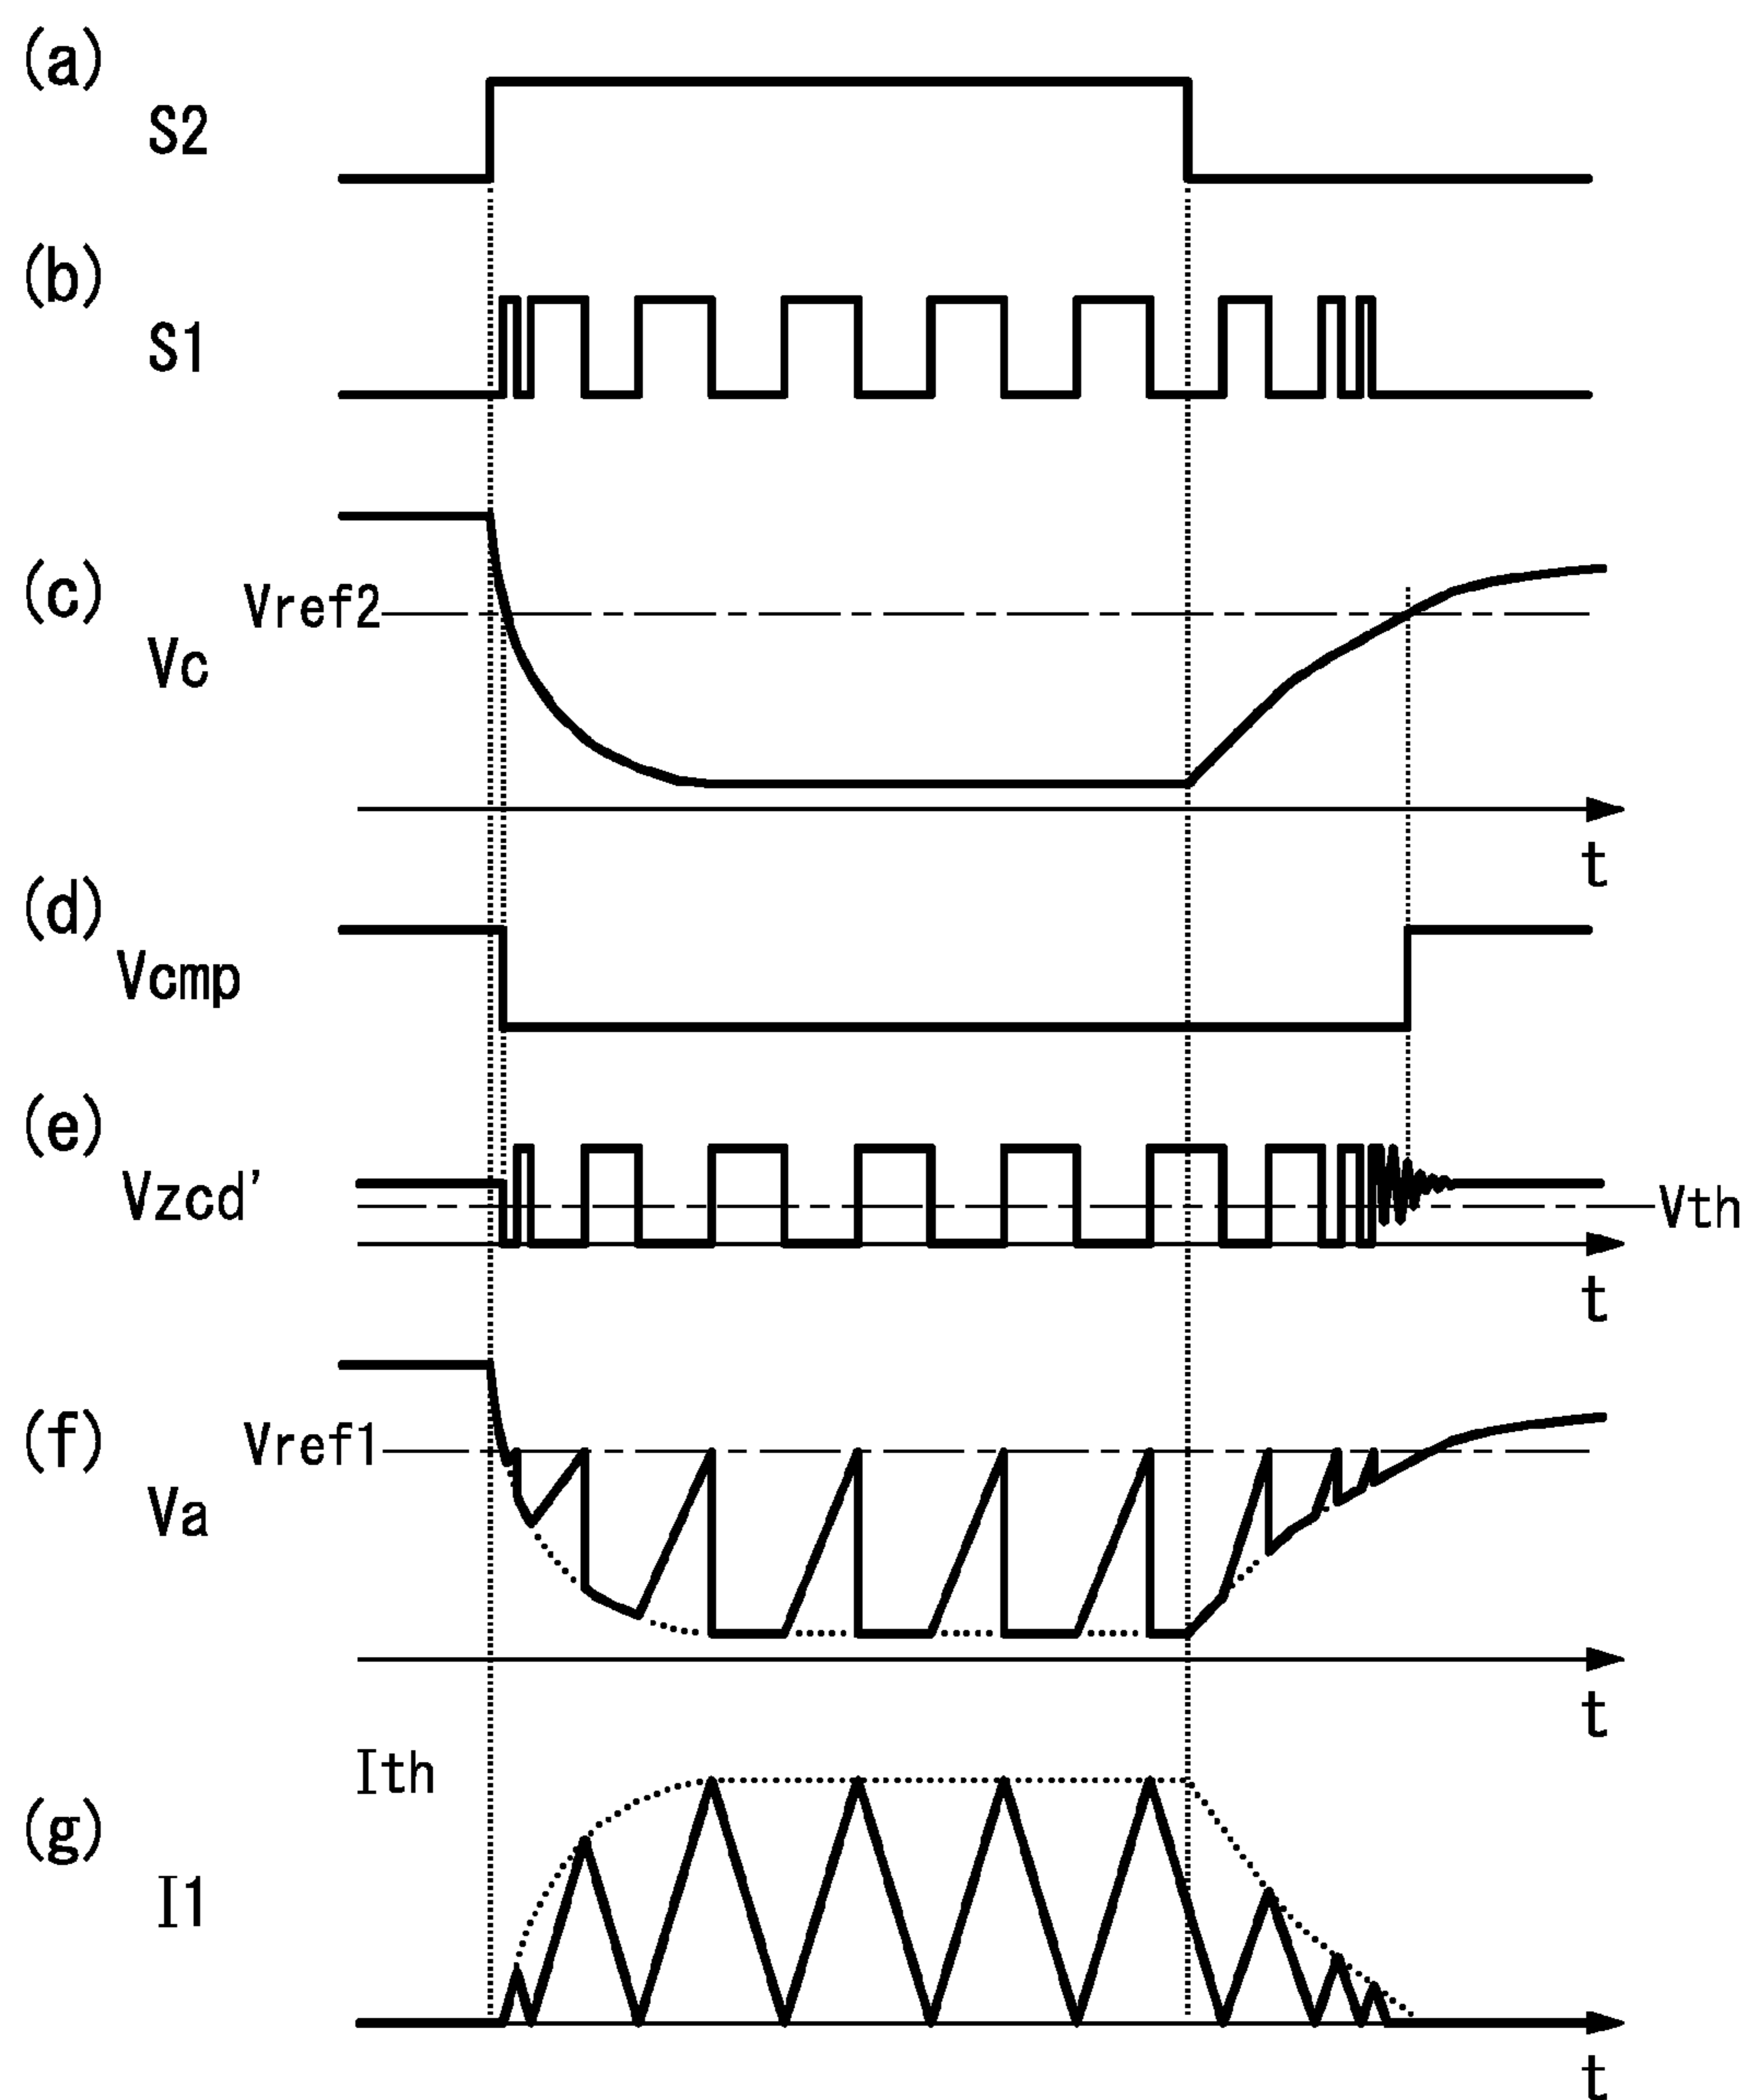 (a)
S2
(b)
S1
(c)
Vref2
Vc
t
(d)
Vcmp
(e)
Vzcd'
Vth
t
(f)
Vref1
Va
t
Ith
(g)
I1
t